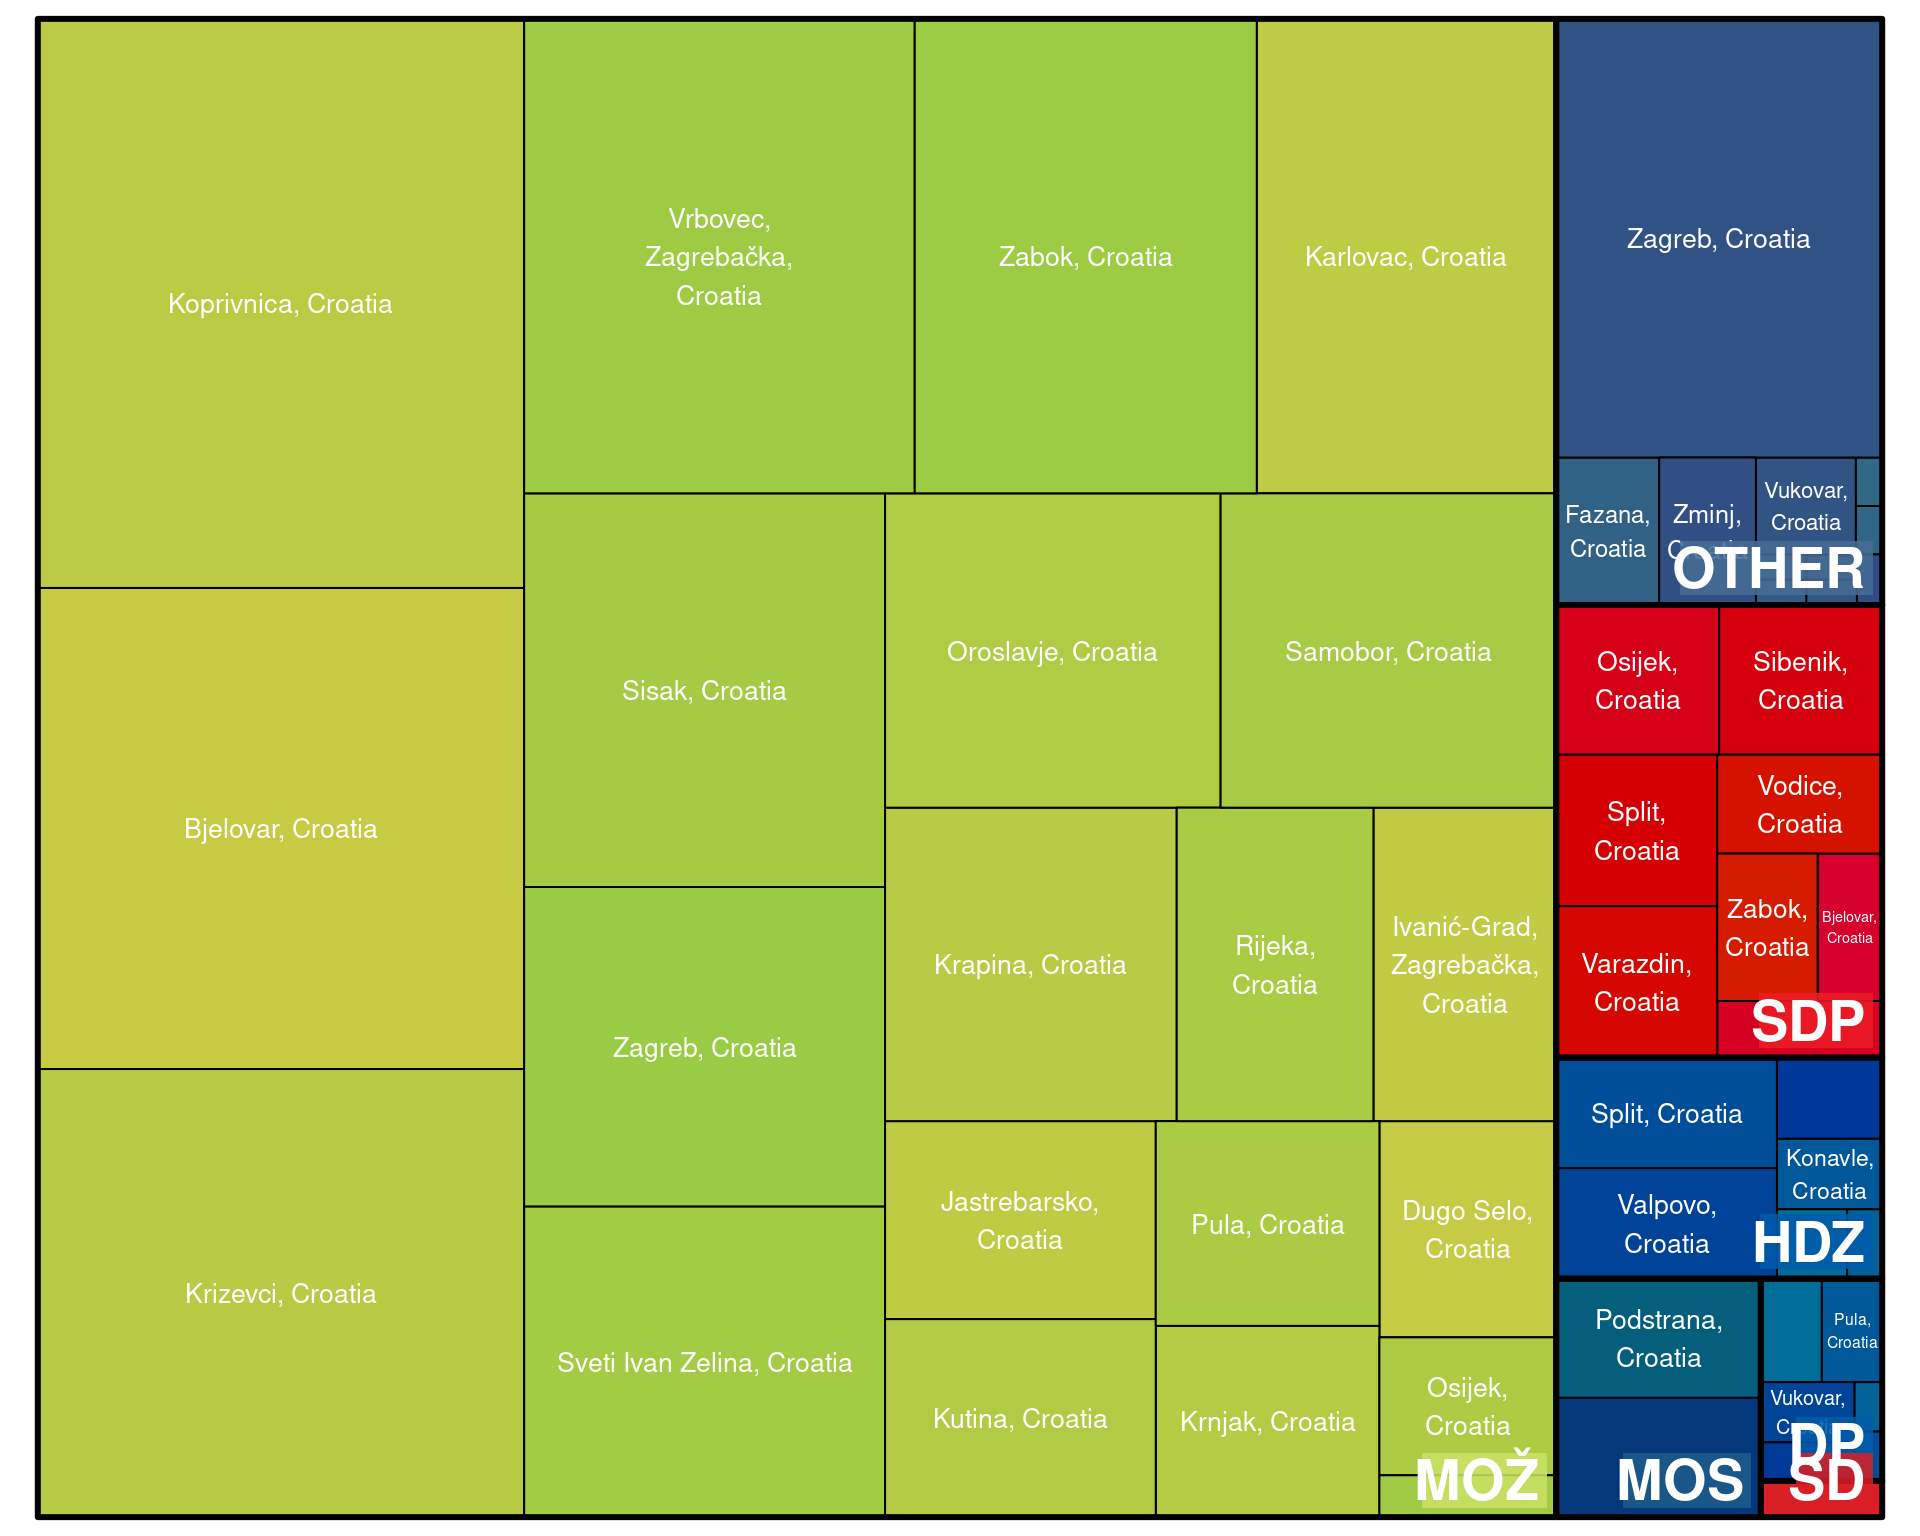 Koprivnica, Croatia
Bjelovar, Croatia
Krizevci, Croatia
Vrbovec,
Zagrebačka,
Croatia
Zabok, Croatia
Karlovac, Croatia
Sisak, Croatia
Oroslavje, Croatia
Samobor, Croatia
Zagreb, Croatia
Krapina, Croatia
Rijeka,
Croatia
Ivanić-Grad,
Zagrebačka,
Croatia
Sveti Ivan Zelina, Croatia
Jastrebarsko,
Croatia
Pula, Croatia
Dugo Selo,
Croatia
Kutina, Croatia
Krnjak, Croatia
Osijek,
Croatia
MOŽ
Zagreb, Croatia
Fazana,
Croatia
Zminj,
Vukovar,
Croatia
OTHER
Osijek,
Croatia
Sibenik,
Croatia
Split,
Croatia
Vodice,
Croatia
Zabok,
Croatia
Bjelovar,
Croatia
Varazdin,
Croatia
SDP
Split, Croatia
Konavle,
Croatia
Valpovo,
Croatia
HDZ
Podstrana,
Croatia
MOS
Pula,
Croatia
Vukovar,
DP
SD